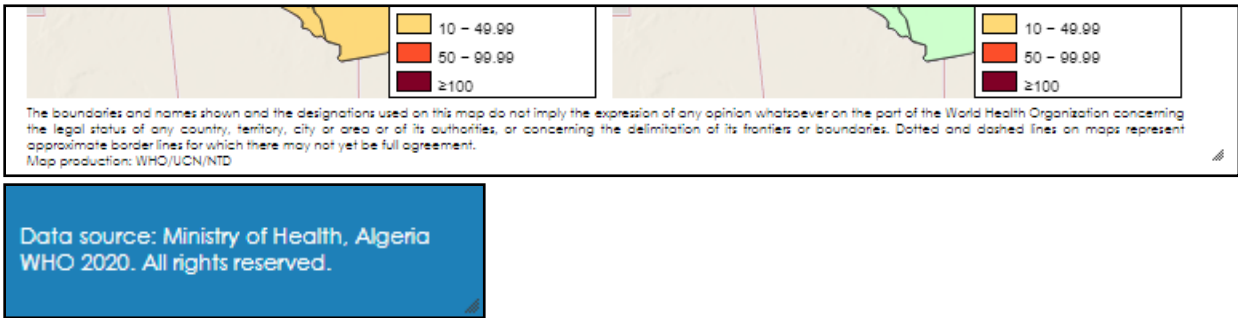 10 – 49.99
50 – 99.99
≥100
10 – 49.99
50 – 99.99
≥100
The boundaries and names shown and the designations used on this map do not imply the expression of any opinion whatsoever on the part of the World Health Organization concerning
the legal status of any country, territory, city or area or of its authorities, or concerning the delimitation of its frontiers or boundaries. Dotted and dashed lines on maps represent
approximate border lines for which there may not yet be full agreement.
Map production: WHO/UCN/NTD
Data source: Ministry of Health, Algeria
WHO 2020. All rights reserved.